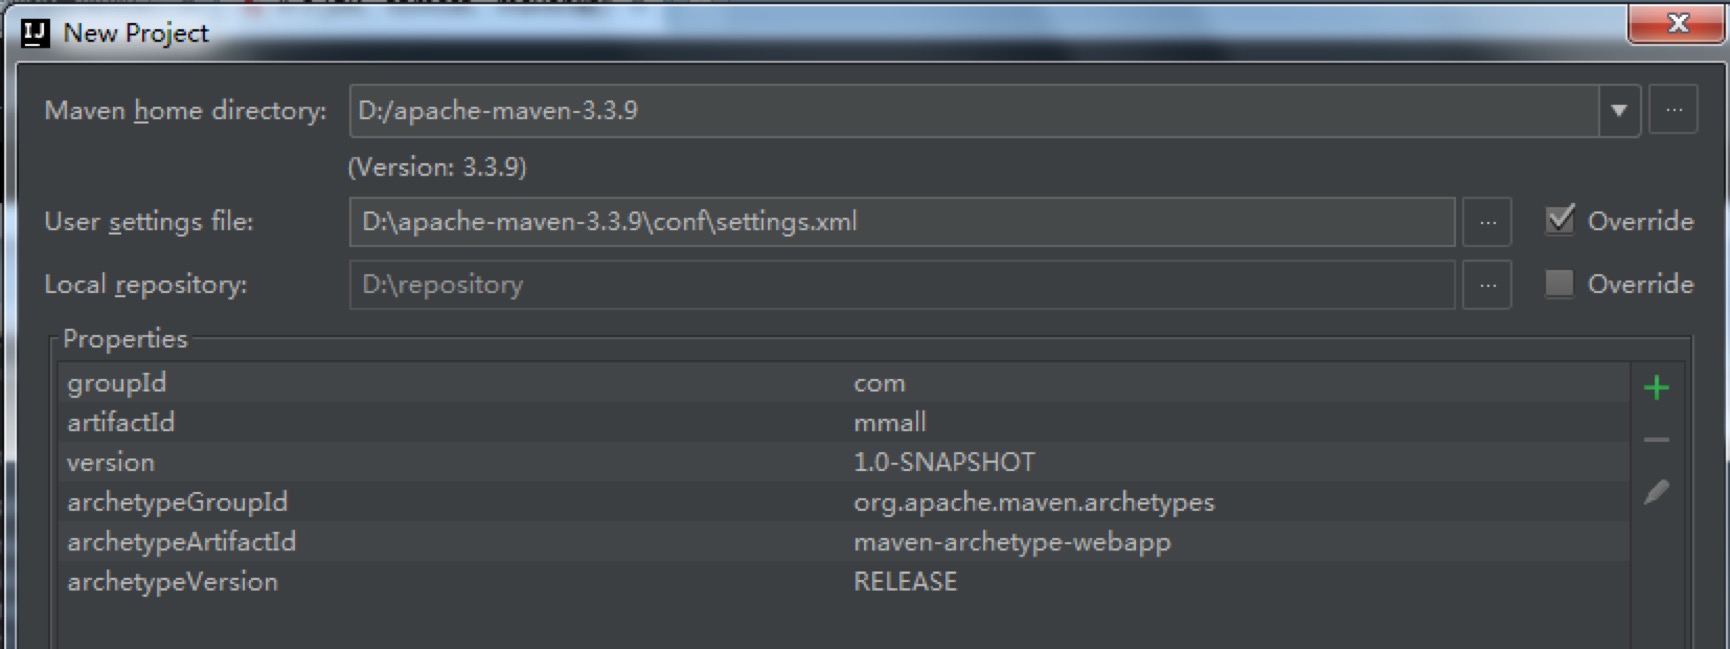 IJ New Project
Maven home directory: D:/apache-maven-3.3.9 ...
(Version: 3.3.9)
User settings file: D:\apache-maven-3.3.9\conf\settings.xml ... Override
Local repository: D:\repository ... Override
Properties
groupId com
artifactId mmall
version 1.0-SNAPSHOT
archetypeGroupId org.apache.maven.archetypes
archetypeArtifactId maven-archetype-webapp
archetypeVersion RELEASE